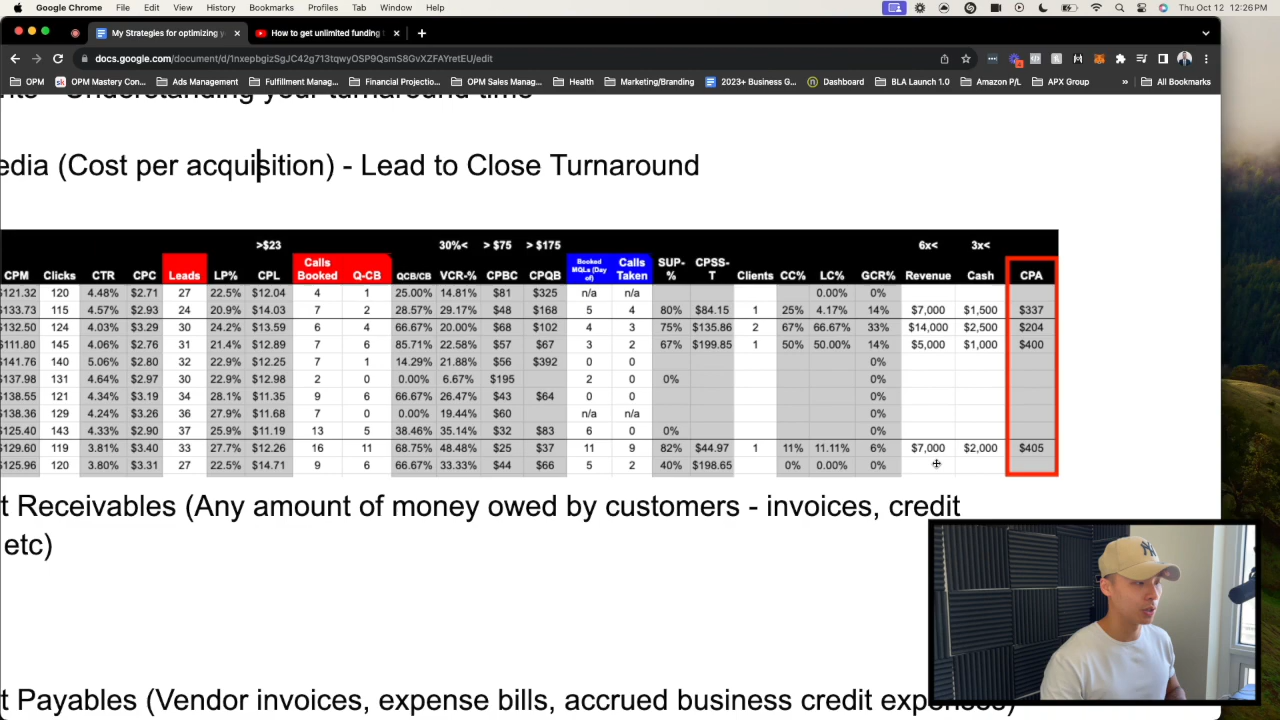 Google Chrome File Edit View History Bookmarks Profiles Tab Window Help Thu Oct 12 12:26 PM
My Strategies for optimizing y × How to get unlimited funding × +
docs.google.com/document/d/1nxepbgizSgJC42g713tqwyOSP9QsmS8GvXZFAYretEU/edit
OPM OPM Mastery Con... Ads Management Fulfillment Manag... Financial Projectio... OPM Sales Manag... Health Marketing/Branding 2023+ Business G... Dashboard BLA Launch 1.0 Amazon P/L APX Group » All Bookmarks
edia (Cost per acquisition) - Lead to Close Turnaround
>$23 30%< > $75 > $175 6x< 3x<
CPM Clicks CTR CPC Leads LP% CPL Calls Booked Q-CB QCB/CB VCR-% CPBC CPQB Booked MQLs (Day of) Calls Taken SUP-% CPSS-T Clients CC% LC% GCR% Revenue Cash CPA
$121.32 120 4.48% $2.71 27 22.5% $12.04 4 1 25.00% 14.81% $81 $325 n/a n/a 0.00% 0%
$133.73 115 4.57% $2.93 24 20.9% $14.03 7 2 28.57% 29.17% $48 $168 5 4 80% $84.15 1 25% 4.17% 14% $7,000 $1,500 $337
$132.50 124 4.03% $3.29 30 24.2% $13.59 6 4 66.67% 20.00% $68 $102 4 3 75% $135.86 2 67% 66.67% 33% $14,000 $2,500 $204
$111.80 145 4.06% $2.76 31 21.4% $12.89 7 6 85.71% 22.58% $57 $67 3 2 67% $199.85 1 50% 50.00% 14% $5,000 $1,000 $400
$141.76 140 5.06% $2.80 32 22.9% $12.25 7 1 14.29% 21.88% $56 $392 0 0 0%
$137.98 131 4.64% $2.97 30 22.9% $12.98 2 0 0.00% 6.67% $195 2 0 0% 0%
$138.55 121 4.34% $3.19 34 28.1% $11.35 9 6 66.67% 26.47% $43 $64 0 0 0%
$138.36 129 4.24% $3.26 36 27.9% $11.68 7 0 0.00% 19.44% $60 n/a n/a 0%
$125.40 143 4.33% $2.90 37 25.9% $11.19 13 5 38.46% 35.14% $32 $83 6 0 0% 0%
$129.60 119 3.81% $3.40 33 27.7% $12.26 16 11 68.75% 48.48% $25 $37 11 9 82% $44.97 1 11% 11.11% 6% $7,000 $2,000 $405
$125.96 120 3.80% $3.31 27 22.5% $14.71 9 6 66.67% 33.33% $44 $66 5 2 40% $198.65 0% 0.00% 0%
t Receivables (Any amount of money owed by customers - invoices, credit
etc)
t Payables (Vendor invoices, expense bills, accrued business credit expenses)